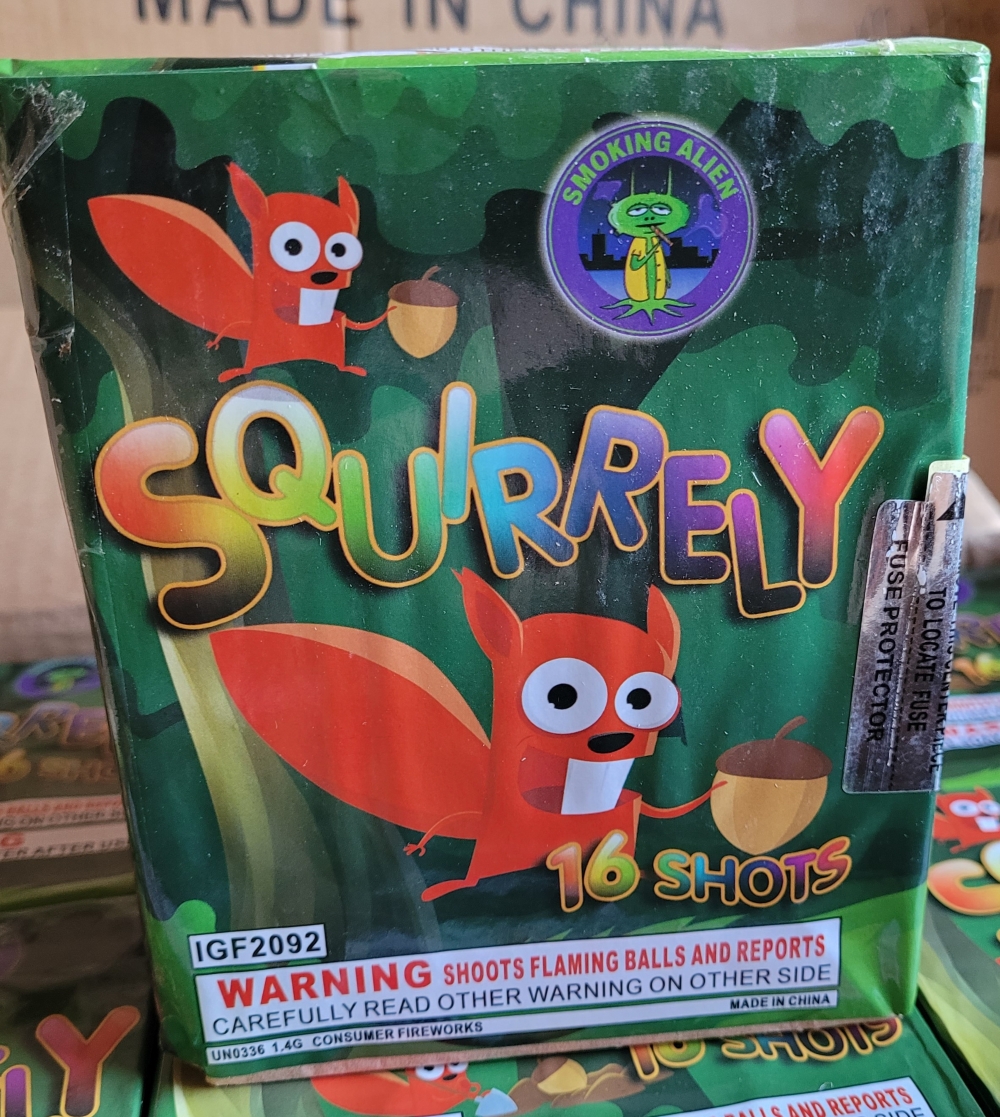 MADE IN CHINA
SMOKING ALIEN
SQUIRRELY
TO LOCATE FUSE
FUSE PROTECTOR
16 SHOTS
IGF2092
WARNING SHOOTS FLAMING BALLS AND REPORTS
CAREFULLY READ OTHER WARNING ON OTHER SIDE
MADE IN CHINA
UN0336 1.4G CONSUMER FIREWORKS
16 SHOTS
BALLS AND REPORTS